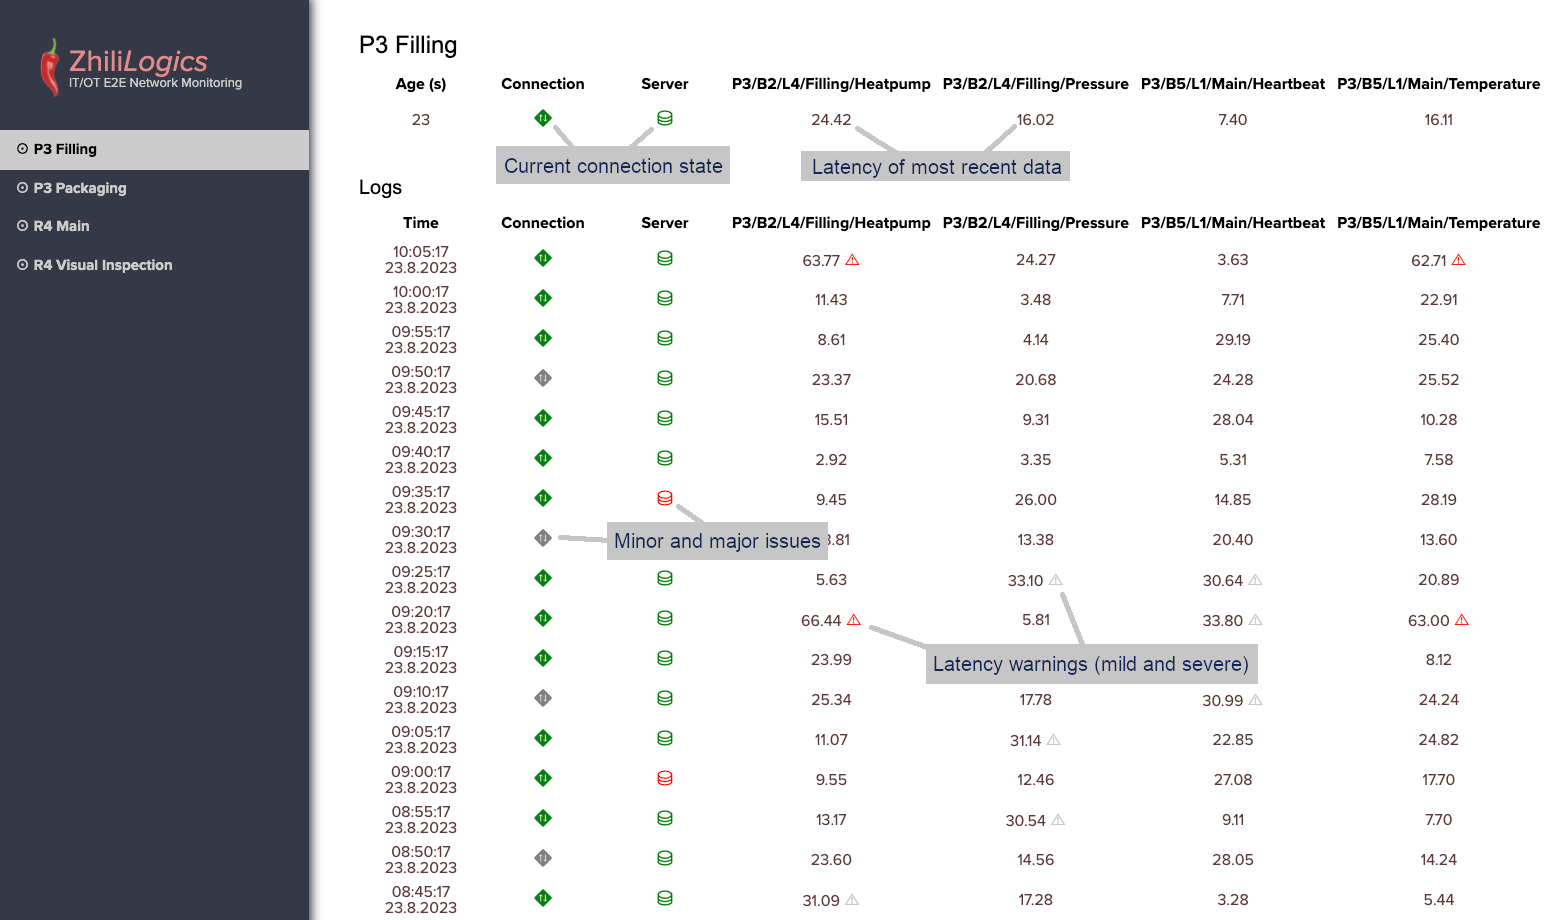 ZhiliLogics
IT/OT E2E Network Monitoring
P3 Filling
P3 Packaging
R4 Main
R4 Visual Inspection
P3 Filling
Age (s) Connection Server P3/B2/L4/Filling/Heatpump P3/B2/L4/Filling/Pressure P3/B5/L1/Main/Heartbeat P3/B5/L1/Main/Temperature
23 24.42 16.02 7.40 16.11
Current connection state Latency of most recent data
Logs
Time Connection Server P3/B2/L4/Filling/Heatpump P3/B2/L4/Filling/Pressure P3/B5/L1/Main/Heartbeat P3/B5/L1/Main/Temperature
10:05:17
23.8.2023 63.77 24.27 3.63 62.71
10:00:17
23.8.2023 11.43 3.48 7.71 22.91
09:55:17
23.8.2023 8.61 4.14 29.19 25.40
09:50:17
23.8.2023 23.37 20.68 24.28 25.52
09:45:17
23.8.2023 15.51 9.31 28.04 10.28
09:40:17
23.8.2023 2.92 3.35 5.31 7.58
09:35:17
23.8.2023 9.45 26.00 14.85 28.19
09:30:17
23.8.2023 Minor and major issues .81 13.38 20.40 13.60
09:25:17
23.8.2023 5.63 33.10 30.64 20.89
09:20:17
23.8.2023 66.44 5.81 33.80 63.00
09:15:17
23.8.2023 23.99 Latency warnings (mild and severe) 8.12
09:10:17
23.8.2023 25.34 17.78 30.99 24.24
09:05:17
23.8.2023 11.07 31.14 22.85 24.82
09:00:17
23.8.2023 9.55 12.46 27.08 17.70
08:55:17
23.8.2023 13.17 30.54 9.11 7.70
08:50:17
23.8.2023 23.60 14.56 28.05 14.24
08:45:17
23.8.2023 31.09 17.28 3.28 5.44